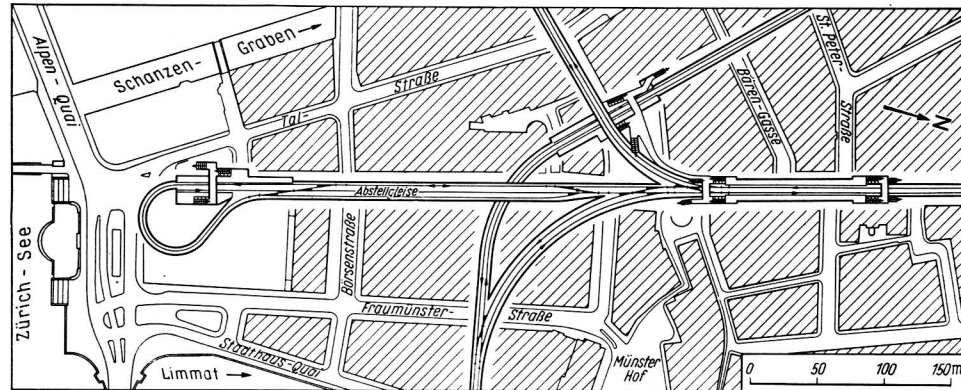 Alpen-
Quai
Schanzen-
Graben
Tal-
Straße
Bären-Gasse
St. Peter-
Straße
N
Abstellgleise
Börsenstraße
Zürich-See
Fraumünster-
Straße
Stadthaus-Quai
Limmat
Münster
Hof
0 50 100 150m